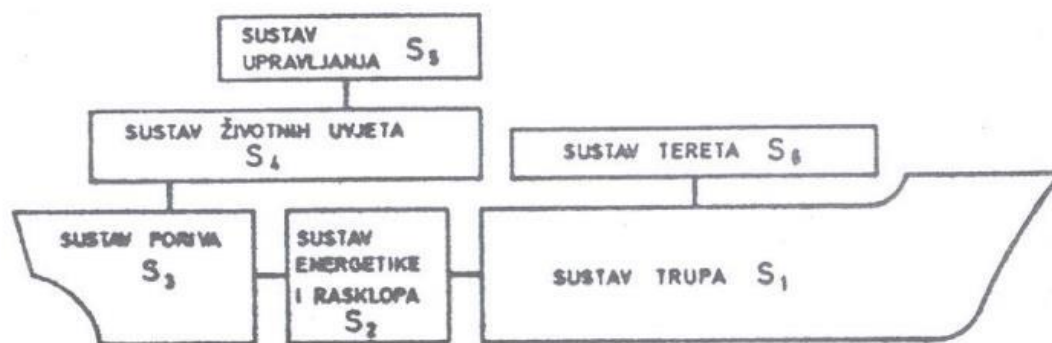 SUSTAV
UPRAVLJANJA S₅
SUSTAV ŽIVOTNIH UVJETA
S₄
SUSTAV TERETA S₆
SUSTAV PORIVA
S₃
SUSTAV
ENERGETIKE
I RASKLOPA
S₂
SUSTAV TRUPA S₁